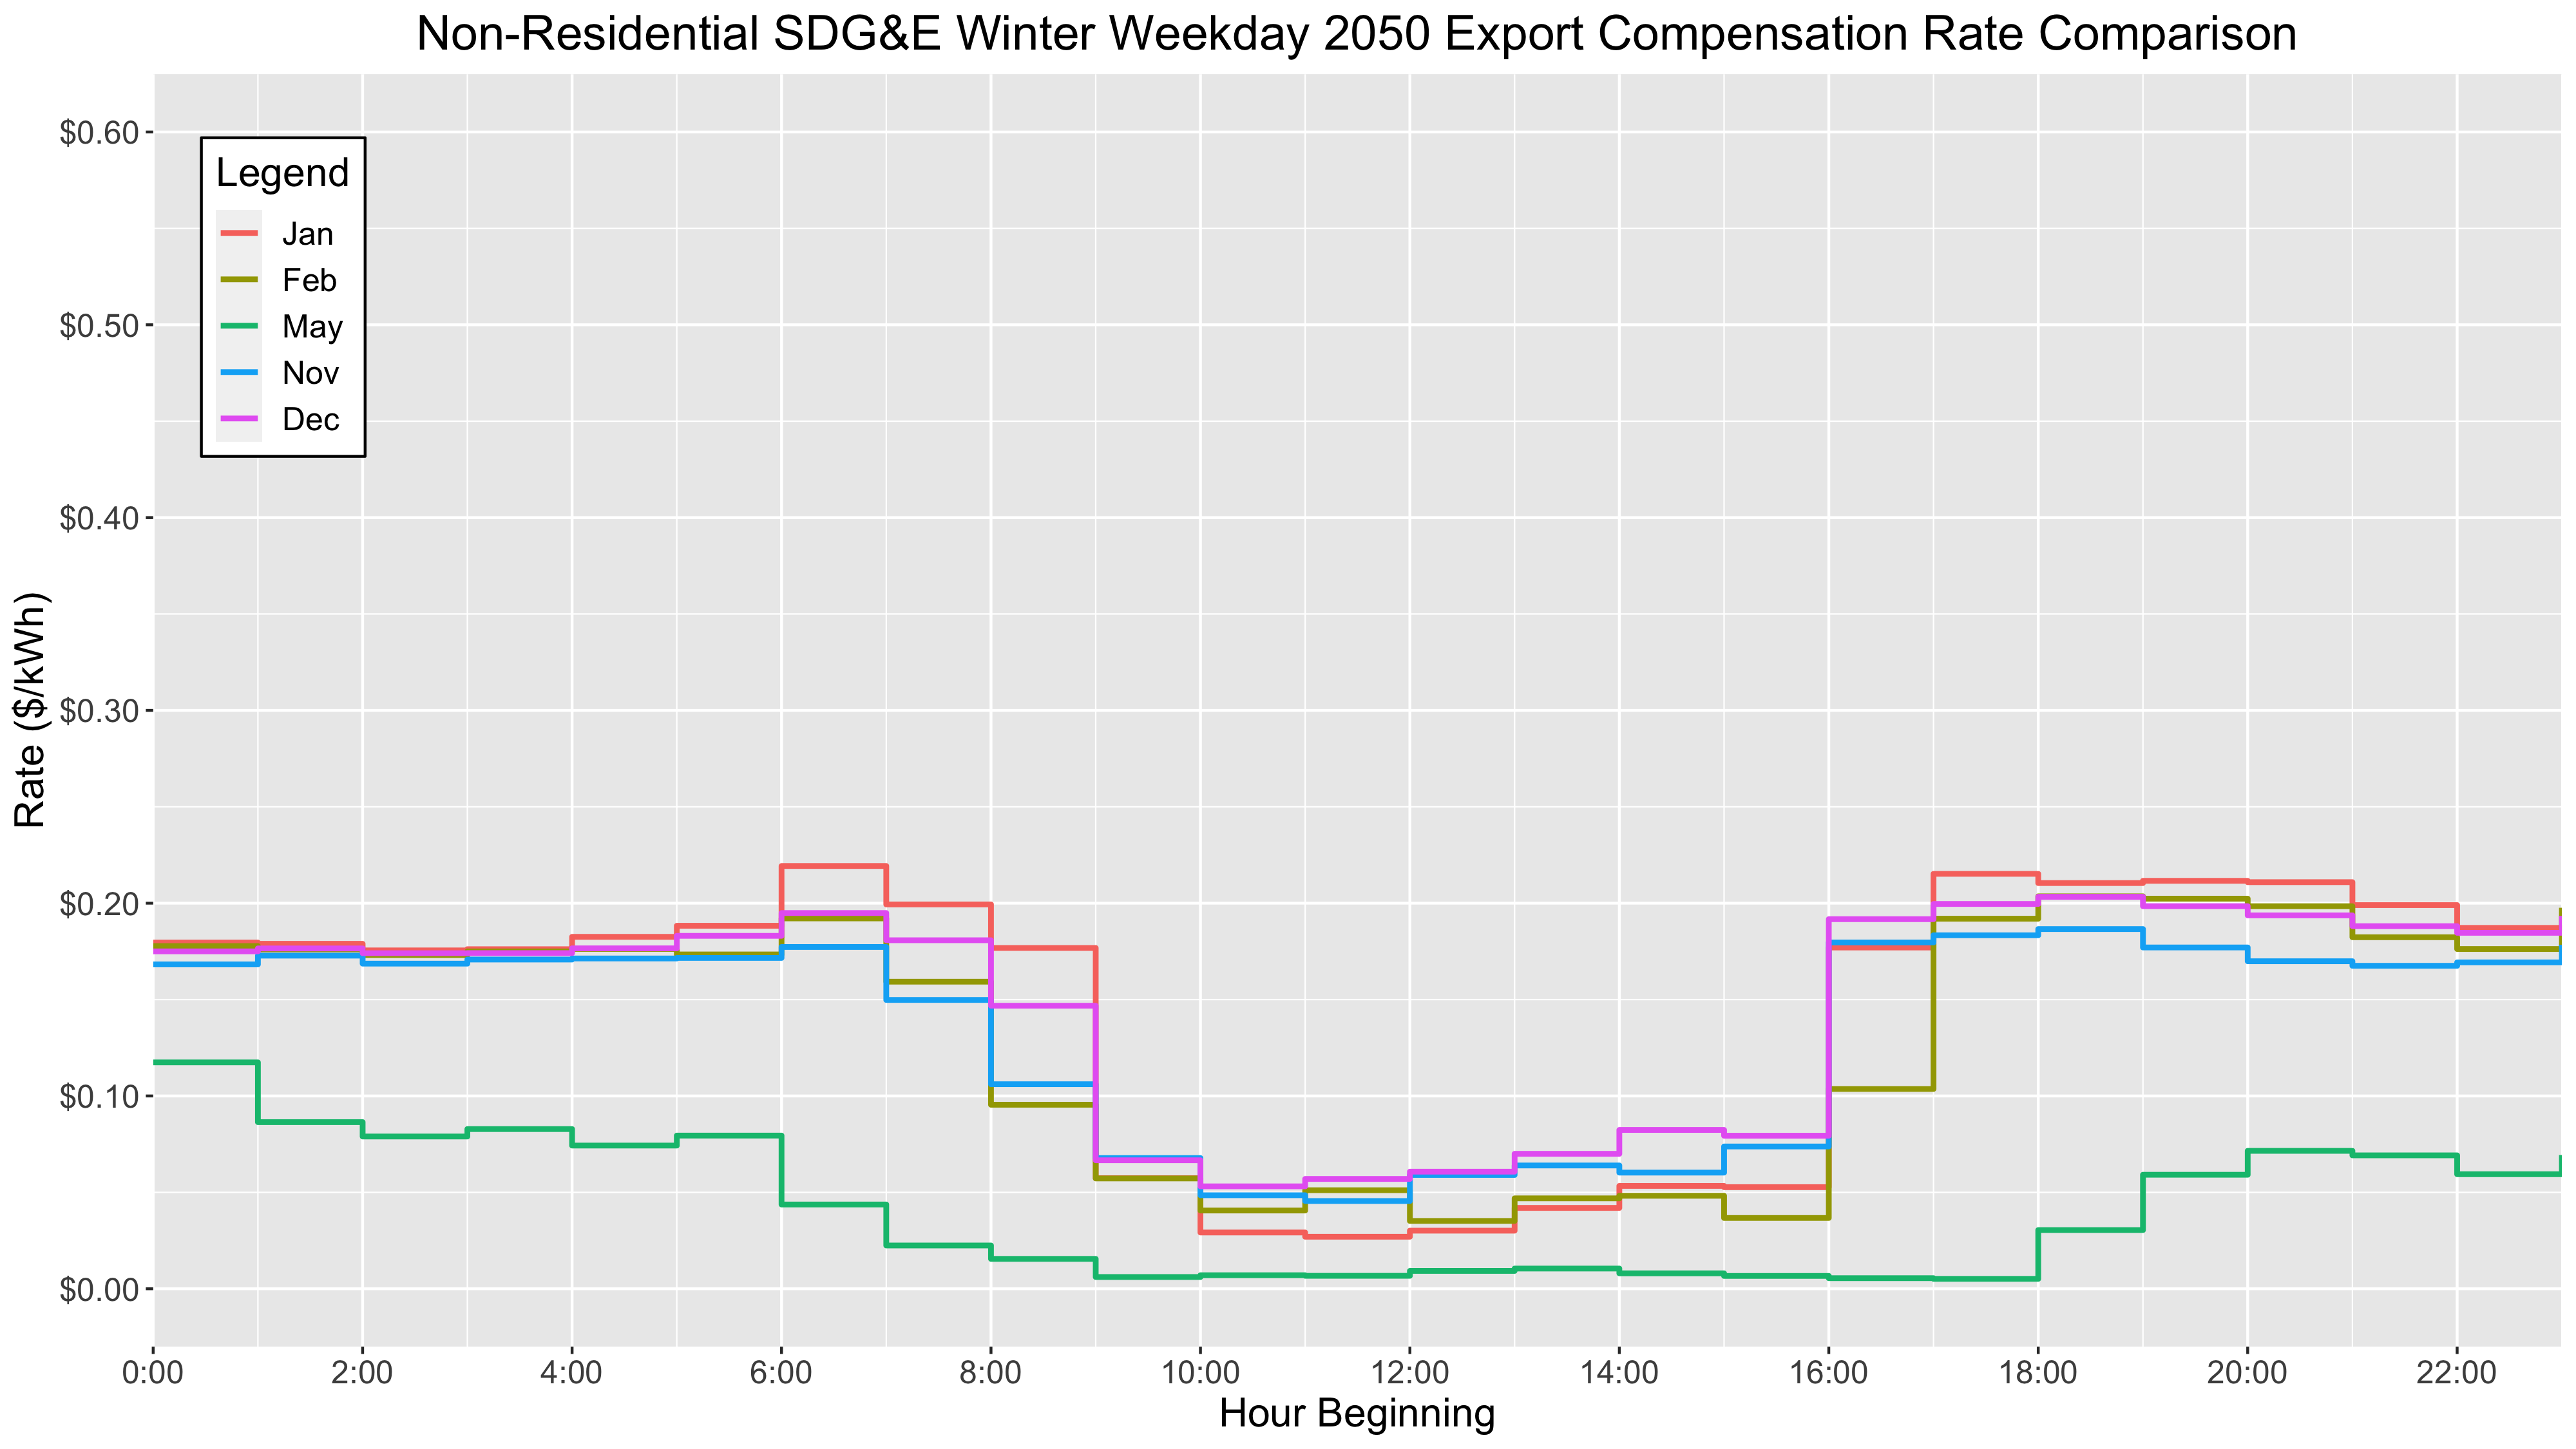 Non-Residential SDG&E Winter Weekday 2050 Export Compensation Rate Comparison
$0.60
$0.50
$0.40
$0.30
$0.20
$0.10
$0.00
Rate ($/kWh)
Legend
Jan
Feb
May
Nov
Dec
0:00 2:00 4:00 6:00 8:00 10:00 12:00 14:00 16:00 18:00 20:00 22:00
Hour Beginning